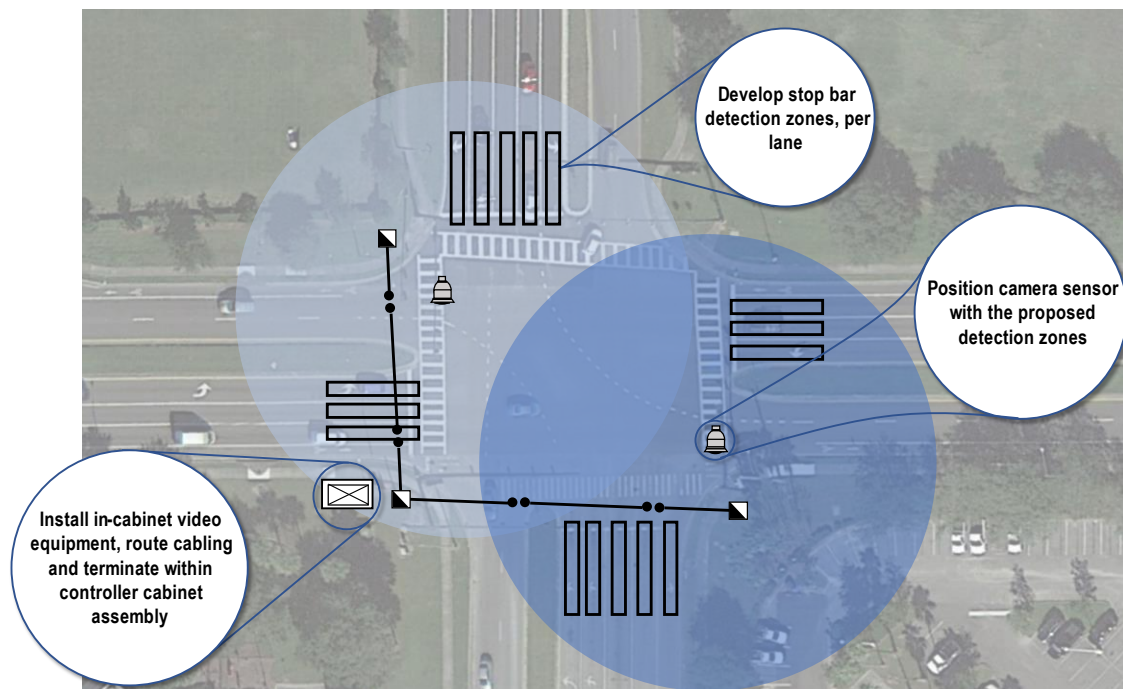 Develop stop bar
detection zones, per
lane
Position camera sensor
with the proposed
detection zones
Install in-cabinet video
equipment, route cabling
and terminate within
controller cabinet
assembly